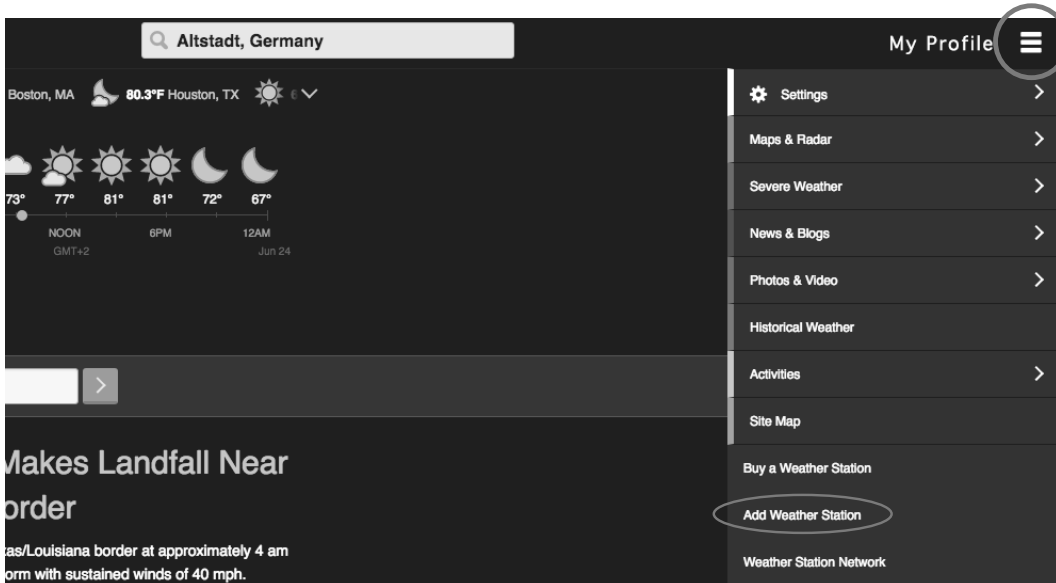 Altstadt, Germany
My Profile
Boston, MA 80.3°F Houston, TX 6
73° 77° 81° 81° 72° 67°
NOON 6PM 12AM
GMT+2 Jun 24
Makes Landfall Near
order
xas/Louisiana border at approximately 4 am
orm with sustained winds of 40 mph.
Settings
Maps & Radar
Severe Weather
News & Blogs
Photos & Video
Historical Weather
Activities
Site Map
Buy a Weather Station
Add Weather Station
Weather Station Network